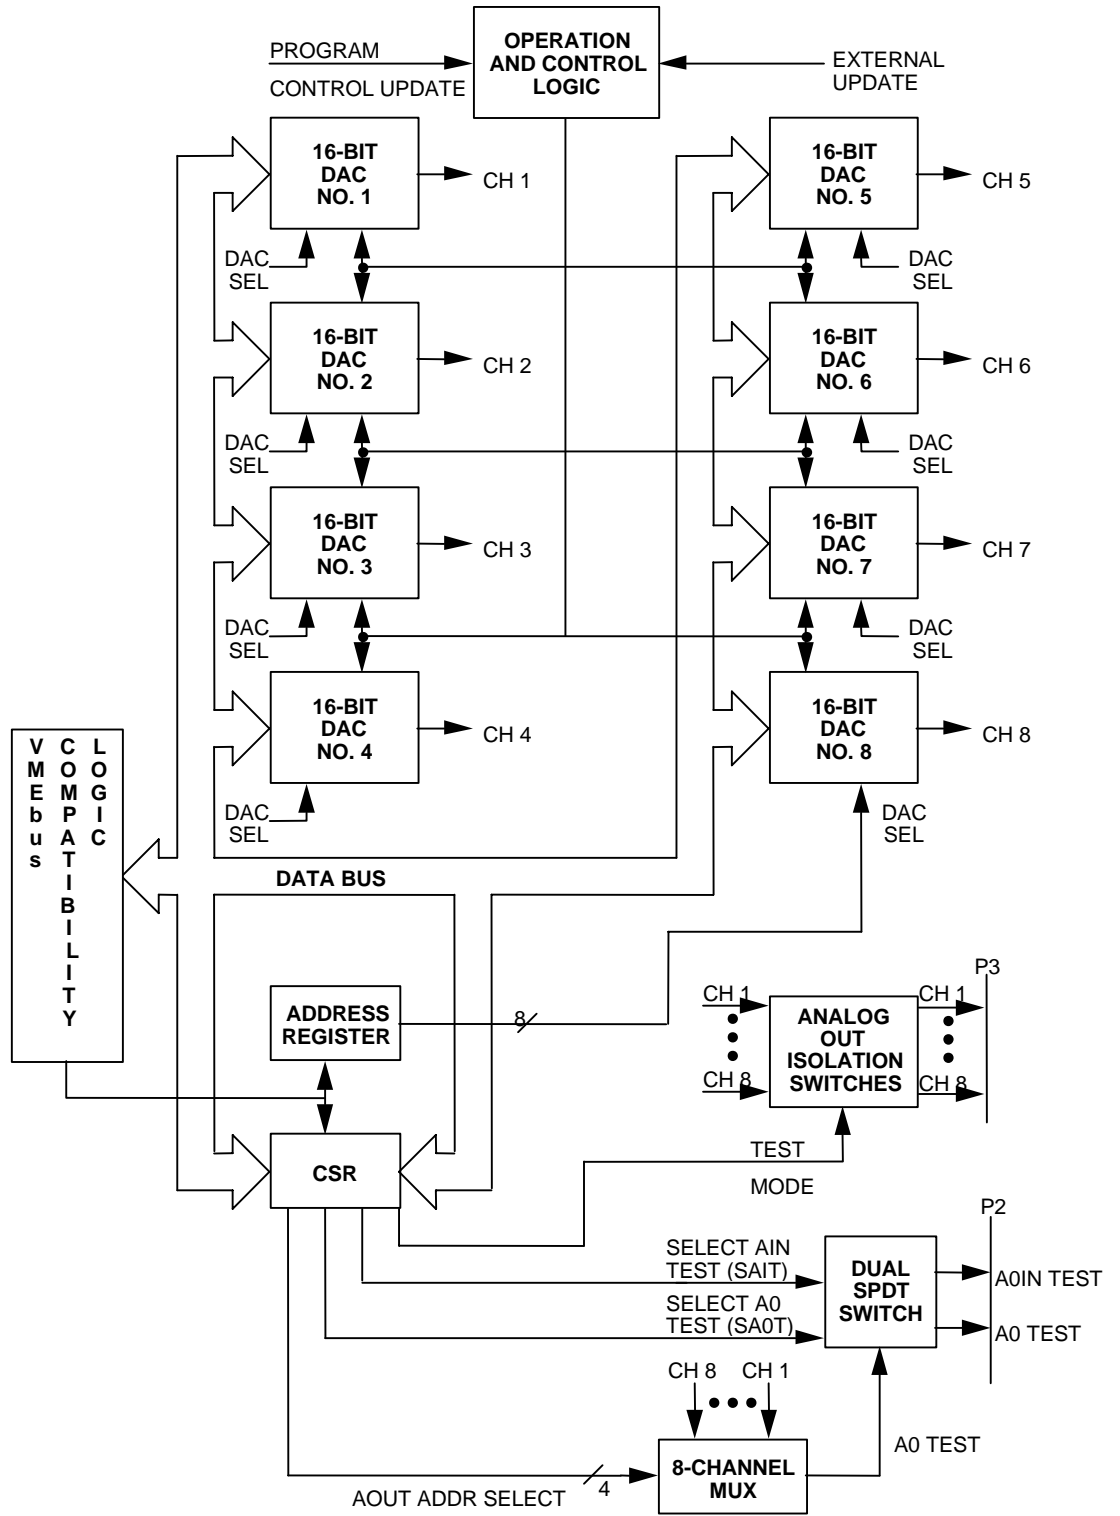 OPERATION
AND CONTROL
LOGIC
PROGRAM
CONTROL UPDATE
EXTERNAL
UPDATE
16-BIT
DAC
NO. 1
CH 1
DAC
SEL
16-BIT
DAC
NO. 5
CH 5
DAC
SEL
16-BIT
DAC
NO. 2
CH 2
DAC
SEL
16-BIT
DAC
NO. 6
CH 6
DAC
SEL
16-BIT
DAC
NO. 3
CH 3
DAC
SEL
16-BIT
DAC
NO. 7
CH 7
DAC
SEL
16-BIT
DAC
NO. 4
CH 4
DAC
SEL
16-BIT
DAC
NO. 8
CH 8
DAC
SEL
VMEbus
COMPATIBILITY
LOGIC
DATA BUS
ADDRESS
REGISTER
8
CH 1
CH 8
ANALOG
OUT
ISOLATION
SWITCHES
CH 1
CH 8
P3
CSR
TEST
MODE
P2
SELECT AIN
TEST (SAIT)
SELECT A0
TEST (SA0T)
DUAL
SPDT
SWITCH
A0IN TEST
A0 TEST
CH 8
CH 1
8-CHANNEL
MUX
A0 TEST
4
AOUT ADDR SELECT